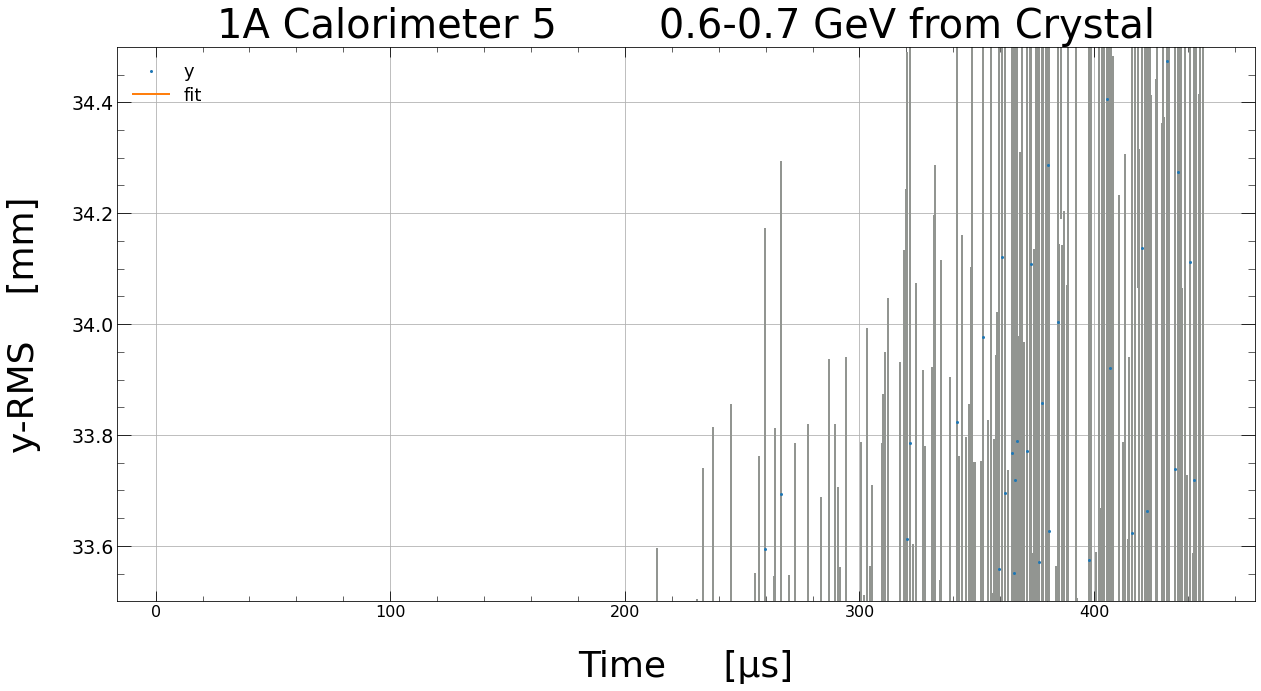 1A Calorimeter 5 0.6-0.7 GeV from Crystal
y
fit
34.4
34.2
34.0
33.8
33.6
y-RMS [mm]
0 100 200 300 400
Time [μs]